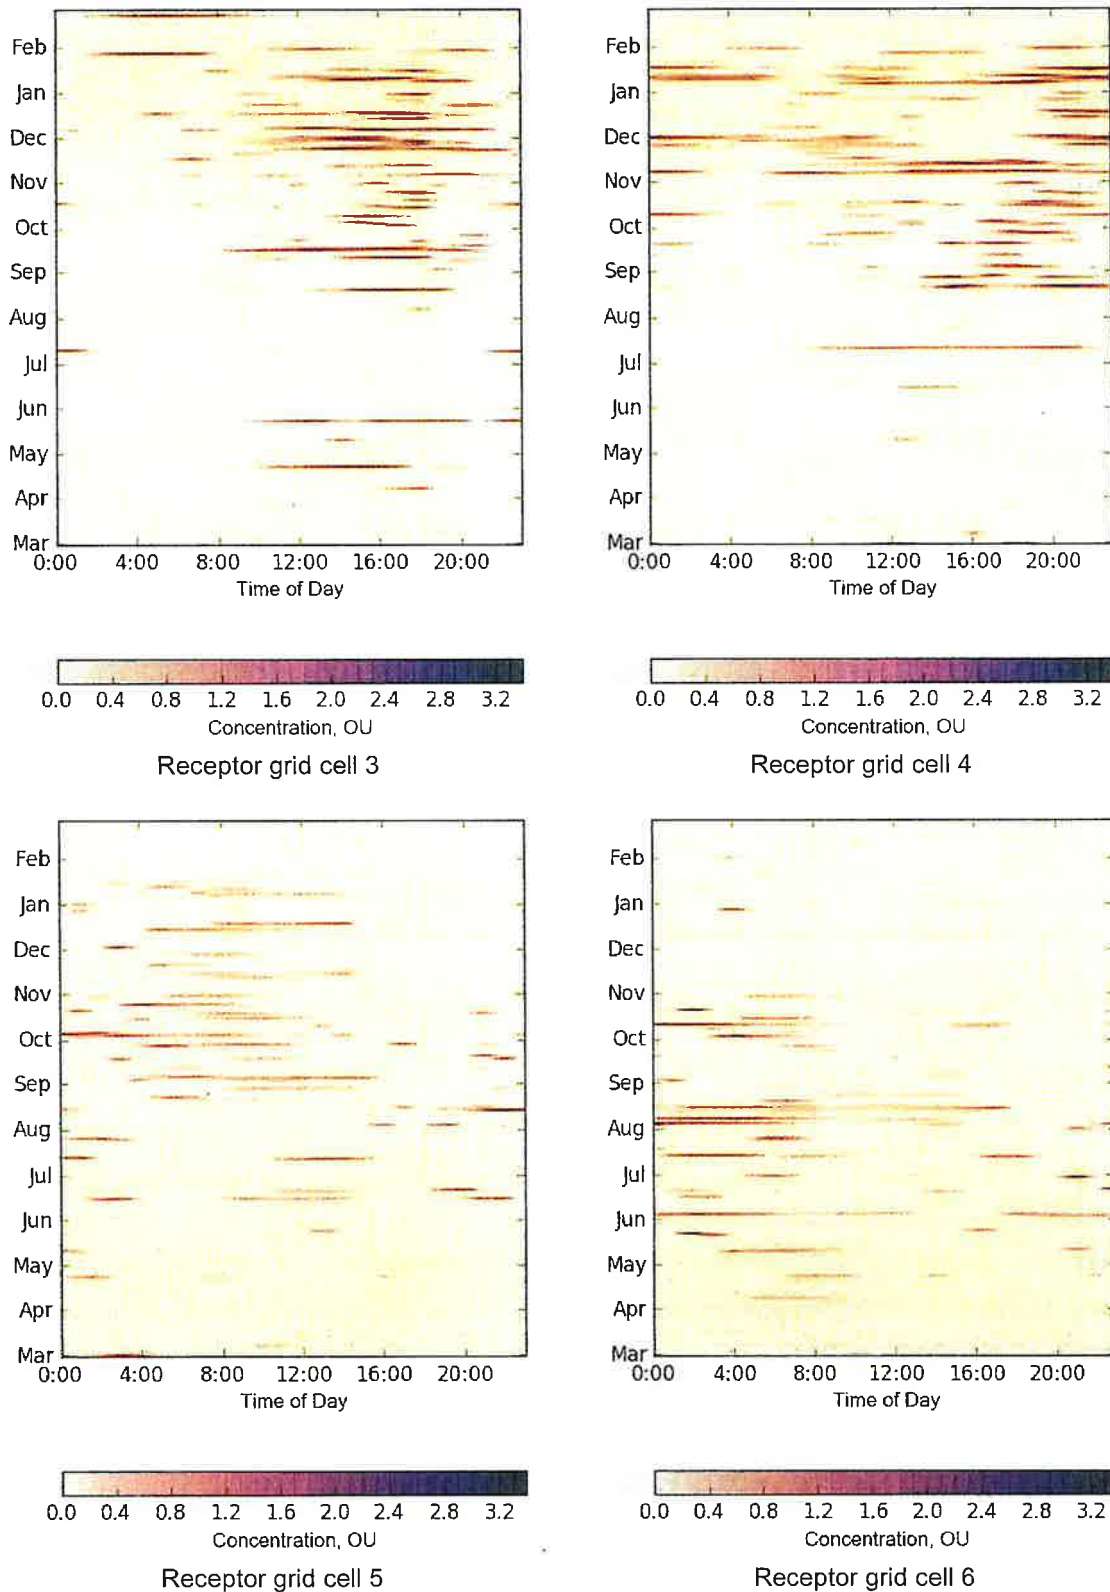 Feb
Jan
Dec
Nov
Oct
Sep
Aug
Jul
Jun
May
Apr
Mar
0:00 4:00 8:00 12:00 16:00 20:00
Time of Day
0.0 0.4 0.8 1.2 1.6 2.0 2.4 2.8 3.2
Concentration, OU
Receptor grid cell 3
Feb
Jan
Dec
Nov
Oct
Sep
Aug
Jul
Jun
May
Apr
Mar
0:00 4:00 8:00 12:00 16:00 20:00
Time of Day
0.0 0.4 0.8 1.2 1.6 2.0 2.4 2.8 3.2
Concentration, OU
Receptor grid cell 4
Feb
Jan
Dec
Nov
Oct
Sep
Aug
Jul
Jun
May
Apr
Mar
0:00 4:00 8:00 12:00 16:00 20:00
Time of Day
0.0 0.4 0.8 1.2 1.6 2.0 2.4 2.8 3.2
Concentration, OU
Receptor grid cell 5
Feb
Jan
Dec
Nov
Oct
Sep
Aug
Jul
Jun
May
Apr
Mar
0:00 4:00 8:00 12:00 16:00 20:00
Time of Day
0.0 0.4 0.8 1.2 1.6 2.0 2.4 2.8 3.2
Concentration, OU
Receptor grid cell 6